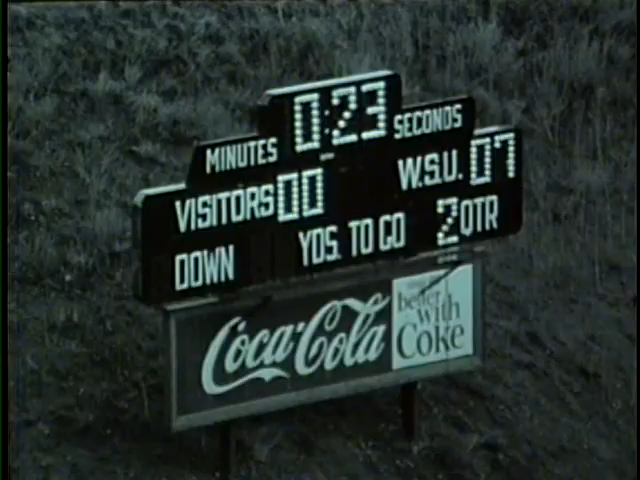 0:23
MINUTES SECONDS
VISITORS 00 W.S.U. 07
DOWN YDS. TO GO 2 QTR
Coca-Cola
better
with
Coke